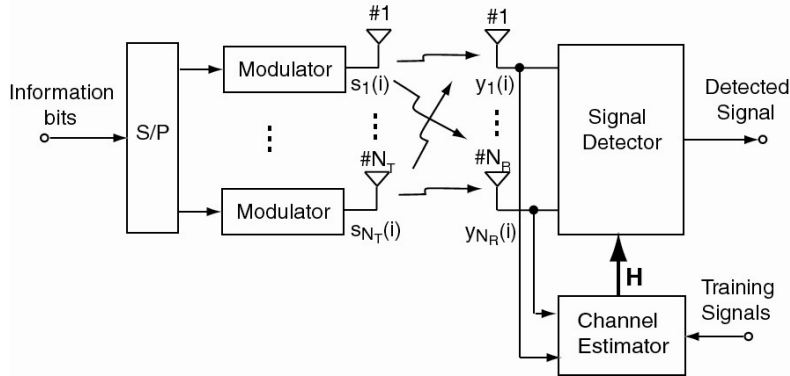 Information
bits
S/P
Modulator
Modulator
#1
s1(i)
#NT
sNT(i)
#1
y1(i)
#NR
yNR(i)
Signal
Detector
Detected
Signal
H
Channel
Estimator
Training
Signals